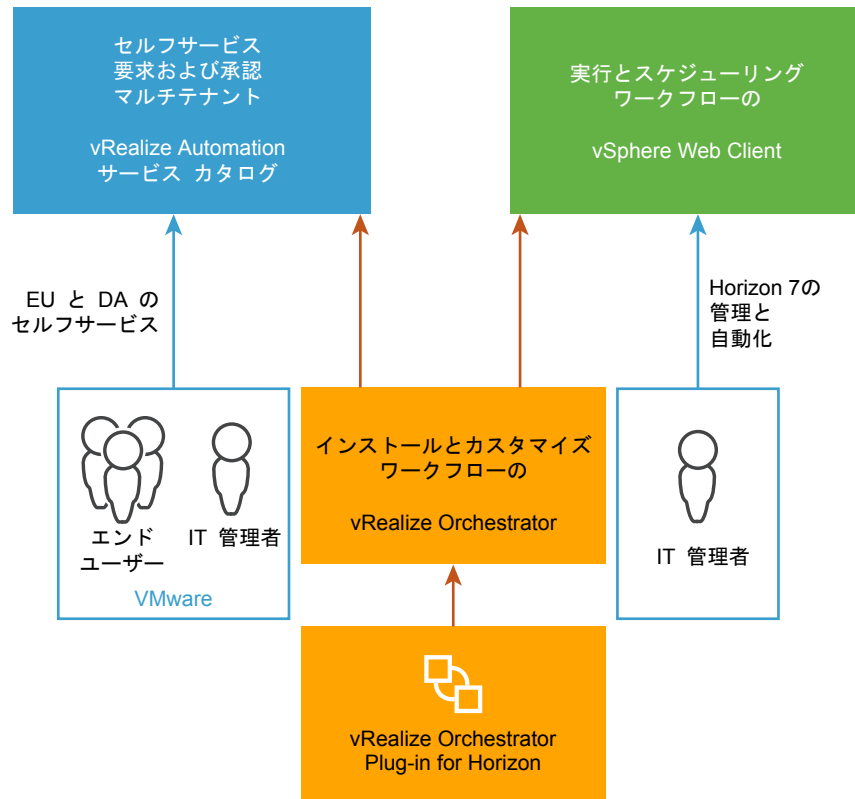 セルフサービス
要求および承認
マルチテナント
vRealize Automation
サービス カタログ
実行とスケジューリング
ワークフローの
vSphere Web Client
EU と DA の
セルフサービス
Horizon 7の
管理と
自動化
エンド
ユーザー
IT 管理者
VMware
インストールとカスタマイズ
ワークフローの
vRealize Orchestrator
IT 管理者
vRealize Orchestrator
Plug-in for Horizon